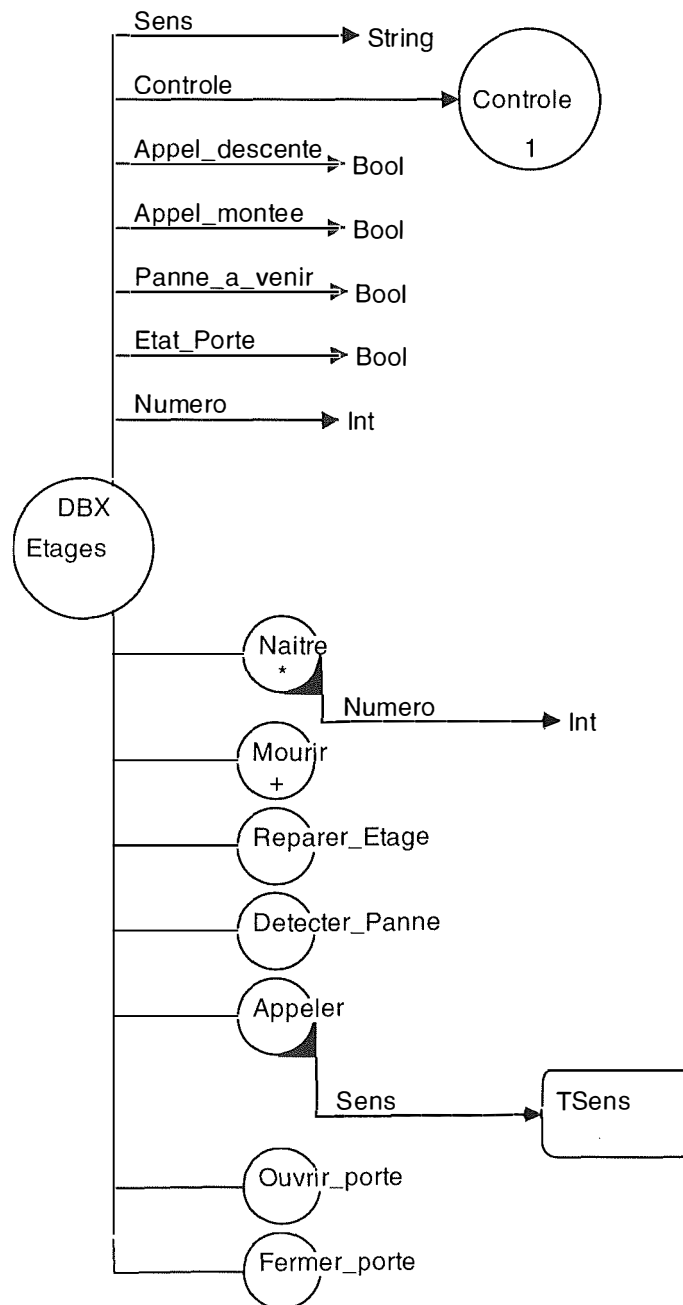 Sens
String
Controle
Controle
1
Appel_descente
Bool
Appel_montee
Bool
Panne_a_venir
Bool
Etat_Porte
Bool
Numero
Int
DBX
Etages
Naitre
*
Numero
Int
Mourir
+
Reparer_Etage
Detecter_Panne
Appeler
Sens
TSens
Ouvrir_porte
Fermer_porte